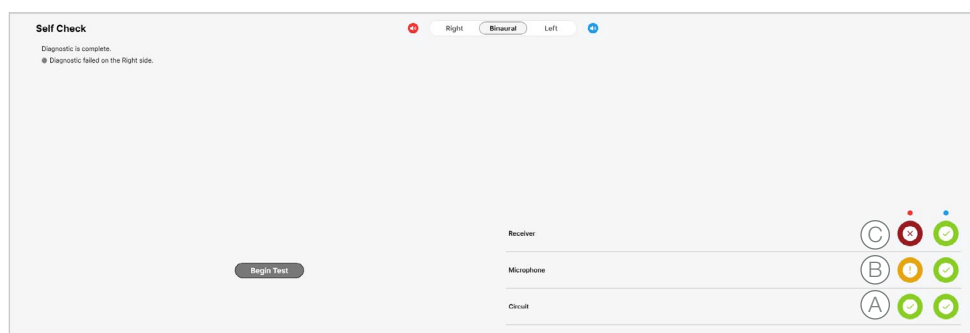 Self Check
Right Binaural Left
Diagnostic is complete.
Diagnostic failed on the Right side.
Receiver C
Begin Test
Microphone B
Circuit A